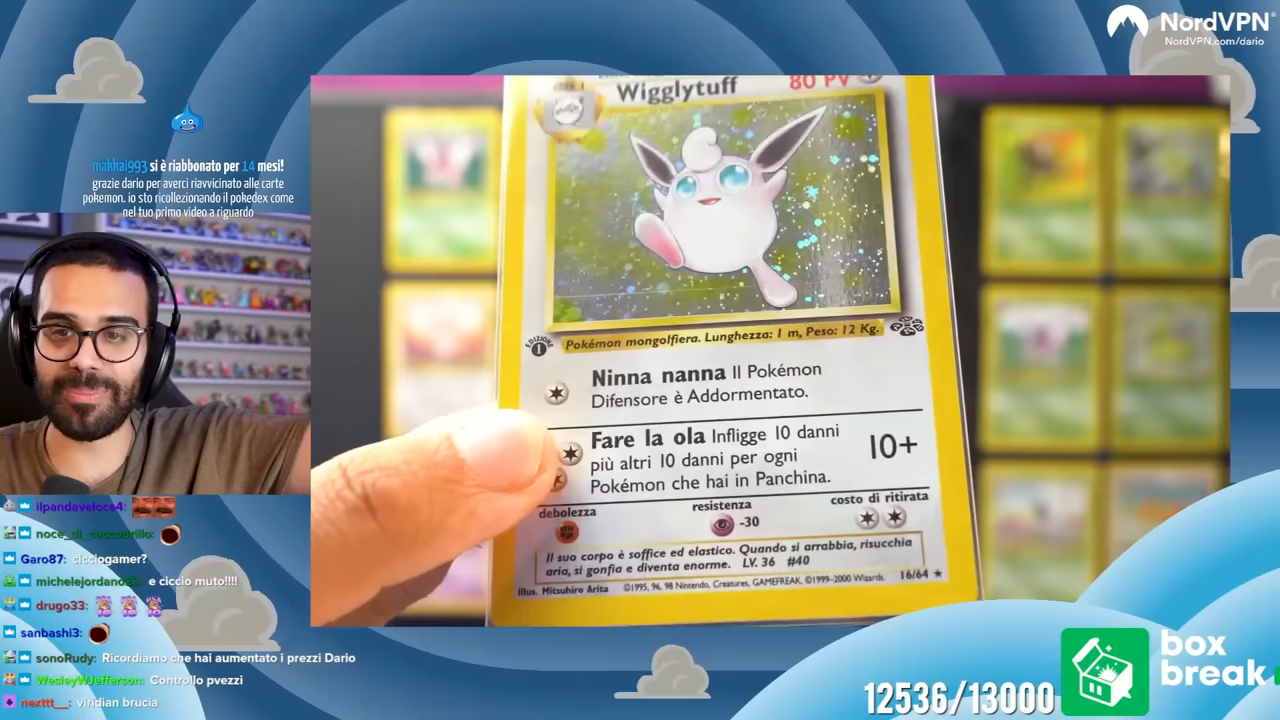 NordVPN
NordVPN.com/dario
makkai993 si è riabbonato per 14 mesi!
grazie dario per averci riavvicinato alle carte
pokemon. io sto ricollezionando il pokedex come
nel tuo primo video a riguardo
Wigglytuff 80 PV
EDIZIONE 1
Pokémon mongolfiera. Lunghezza: 1 m, Peso: 12 Kg.
Ninna nanna Il Pokémon
Difensore è Addormentato.
Fare la ola Infligge 10 danni
più altri 10 danni per ogni
Pokémon che hai in Panchina.
10+
debolezza
resistenza
costo di ritirata
-30
Il suo corpo è soffice ed elastico. Quando si arrabbia, risucchia
aria, si gonfia e diventa enorme. LV. 36 #40
Illus. Mitsuhiro Arita ©1995, 96, 98 Nintendo, Creatures, GAMEFREAK. ©1999-2000 Wizards. 16/64 ★
ilpandaveloce4:
noce_di_coccodrillo:
Garo87: cicciogamer?
michelejordano23: e ciccio muto!!!!
drugo33:
sanbashi3:
sonoRudy: Ricordiamo che hai aumentato i prezzi Dario
WesleyWJefferson: Controllo pvezzi
nexttt__: viridian brucia
12536/13000
box
break